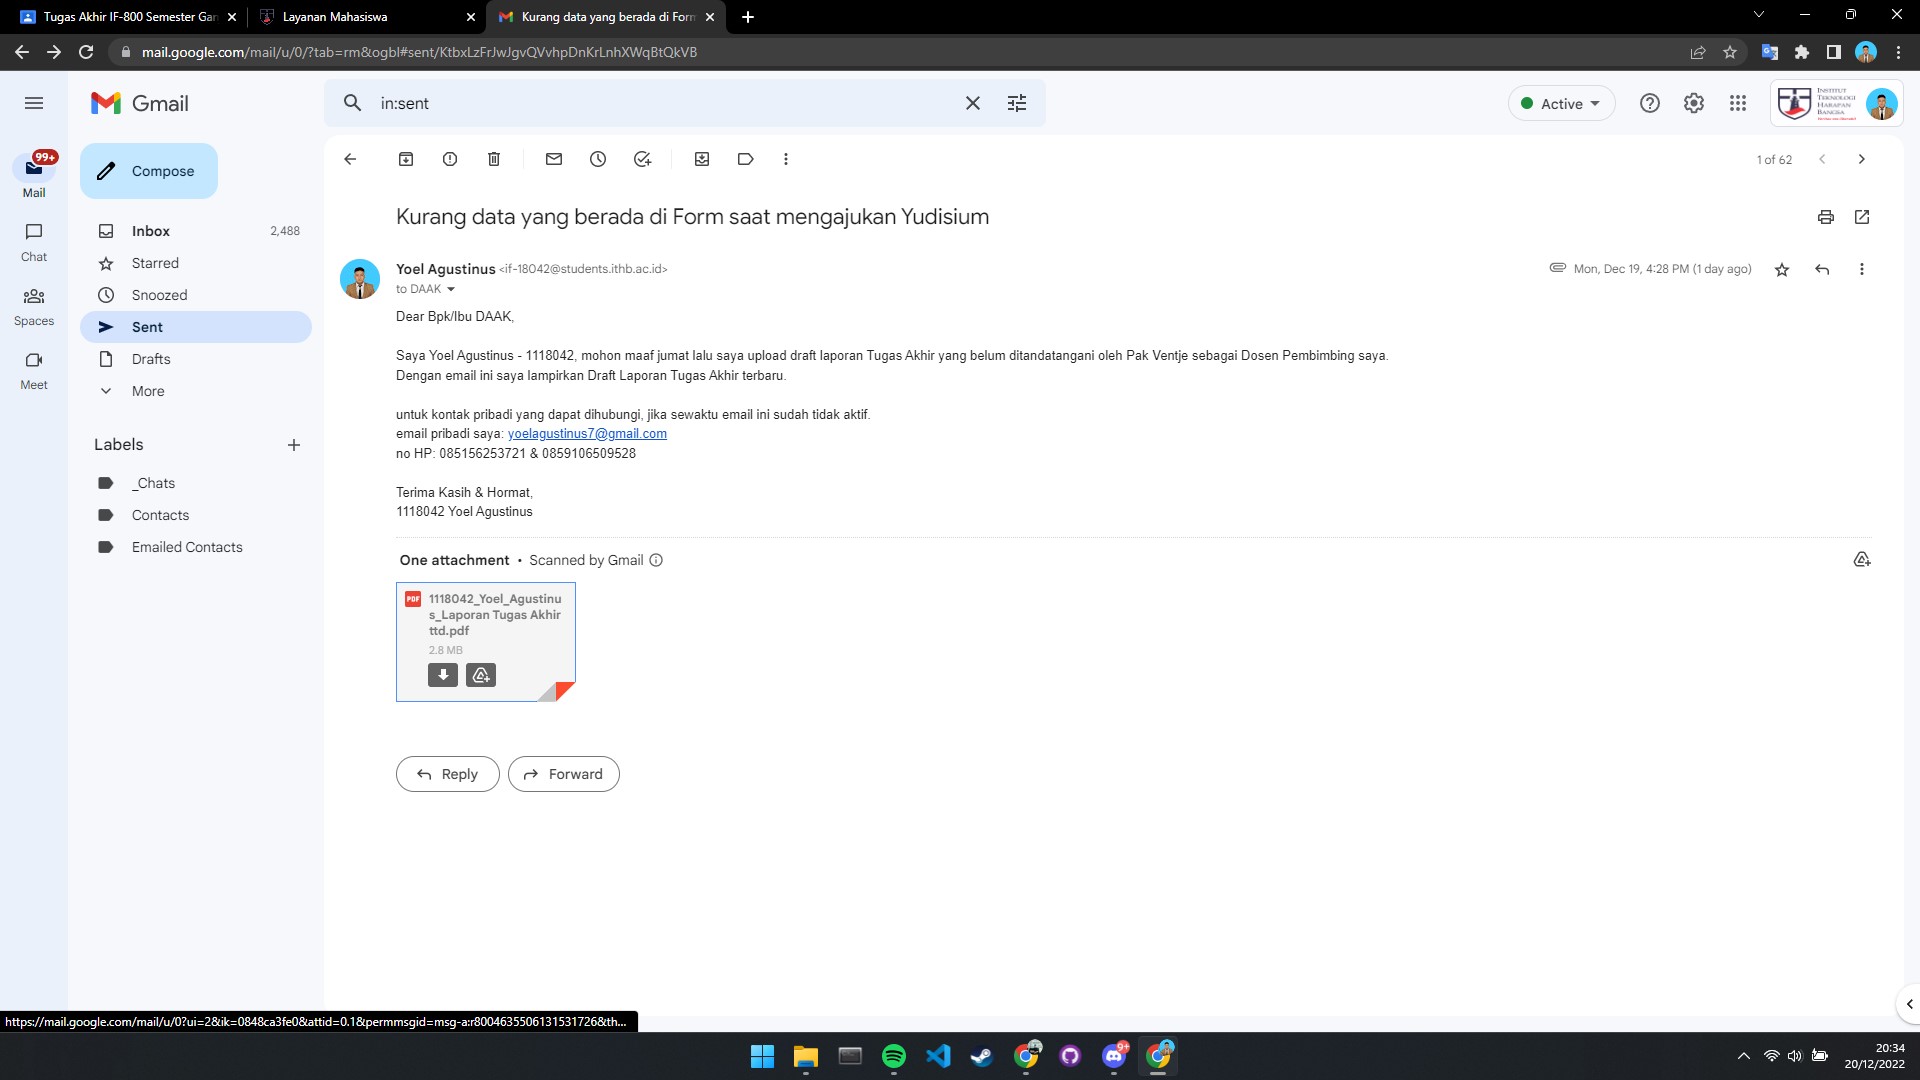 Tugas Akhir IF-800 Semester Gan
Layanan Mahasiswa
Kurang data yang berada di Form
mail.google.com/mail/u/0/?tab=rm&ogbl#sent/KtbxLzFrJwJgvQVvhpDnKrLnhXWqBtQkVB
Gmail
in:sent
Active
INSTITUT
TEKNOLOGI
HARAPAN
BANGSA
99+
Mail
Chat
Spaces
Meet
Compose
Inbox 2,488
Starred
Snoozed
Sent
Drafts
More
Labels
_Chats
Contacts
Emailed Contacts
1 of 62
Kurang data yang berada di Form saat mengajukan Yudisium
Yoel Agustinus <if-18042@students.ithb.ac.id>
Mon, Dec 19, 4:28 PM (1 day ago)
to DAAK
Dear Bpk/Ibu DAAK,
Saya Yoel Agustinus - 1118042, mohon maaf jumat lalu saya upload draft laporan Tugas Akhir yang belum ditandatangani oleh Pak Ventje sebagai Dosen Pembimbing saya.
Dengan email ini saya lampirkan Draft Laporan Tugas Akhir terbaru.
untuk kontak pribadi yang dapat dihubungi, jika sewaktu email ini sudah tidak aktif.
email pribadi saya: yoelagustinus7@gmail.com
no HP: 085156253721 & 0859106509528
Terima Kasih & Hormat,
1118042 Yoel Agustinus
One attachment • Scanned by Gmail
PDF
1118042_Yoel_Agustinu
s_Laporan Tugas Akhir
ttd.pdf
2.8 MB
Reply
Forward
https://mail.google.com/mail/u/0?ui=2&ik=0848ca3fe0&attid=0.1&permmsgid=msg-a:r8004635506131531726&th...
9+
20:34
20/12/2022